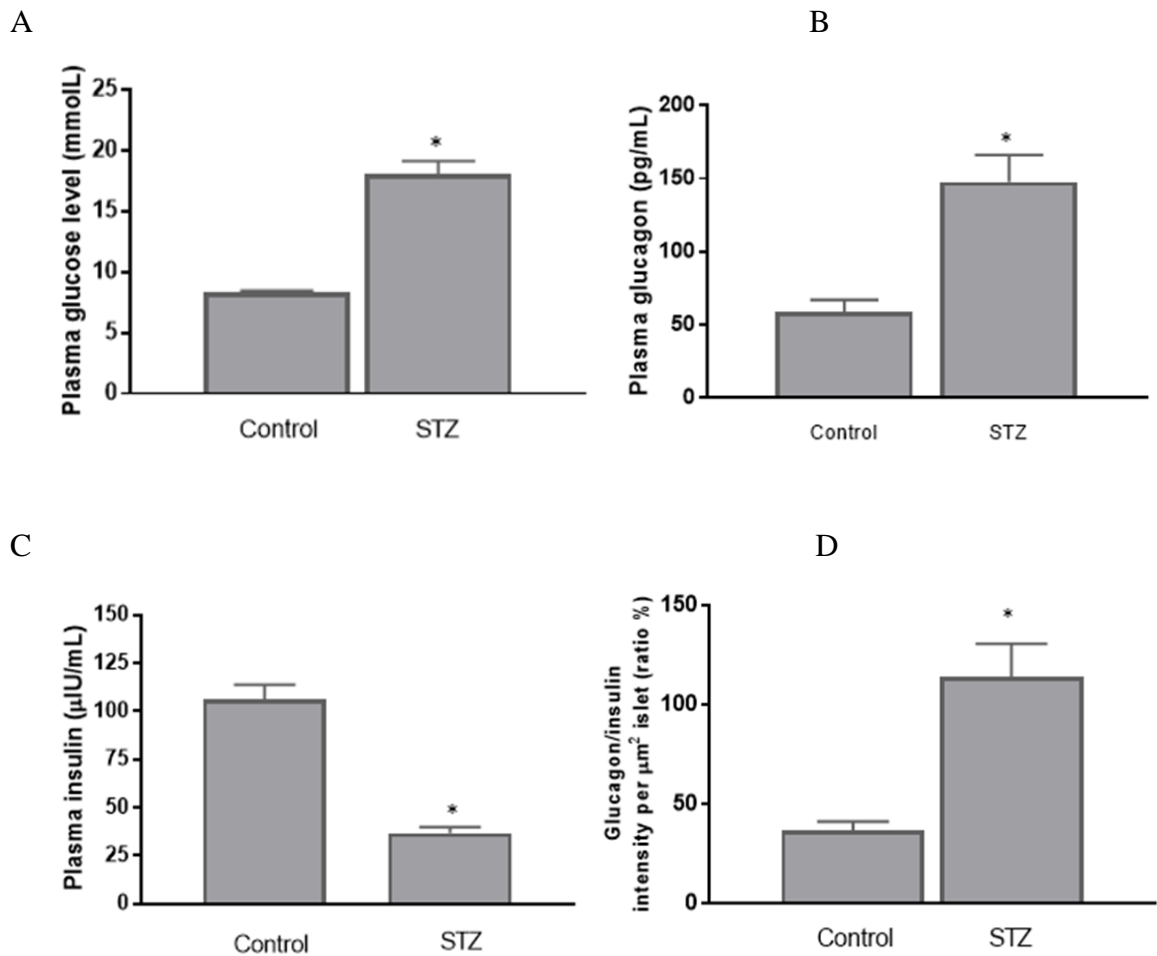 A
B
Plasma glucose level (mmolL)
25
20
15
10
5
0
*
Control
STZ
Plasma glucagon (pg/mL)
200
150
100
50
0
*
Control
STZ
C
D
Plasma insulin (µIU/mL)
150
125
100
75
50
25
0
*
Control
STZ
Glucagon/insulin
intensity per µm² islet (ratio %)
150
100
50
0
*
Control
STZ